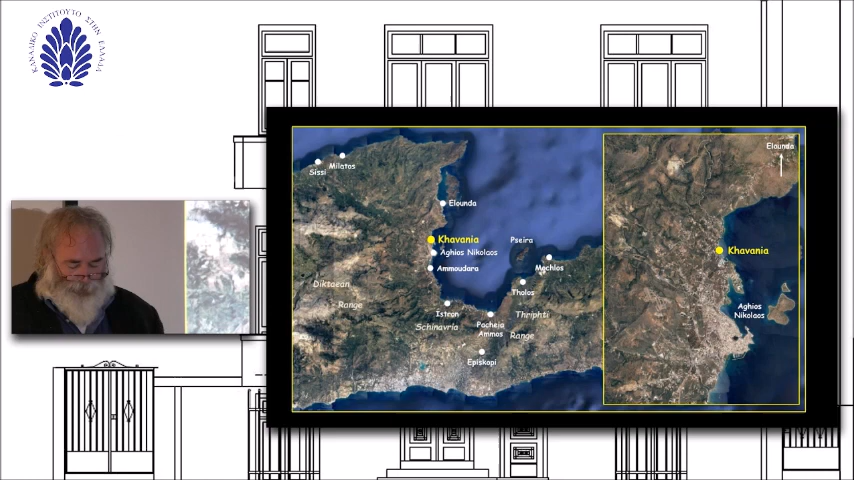 ΚΑΝΑΔΙΚΟ ΙΝΣΤΙΤΟΥΤΟ ΣΤΗΝ ΕΛΛΑΔΑ
Sissi
Milatos
Elounda
Khavania
Aghios Nikolaos
Ammoudara
Pseira
Mochlos
Tholos
Diktaean
Range
Istron
Schinavria
Pacheia
Ammos
Thriphti
Range
Episkopi
Elounda
Khavania
Aghios
Nikolaos